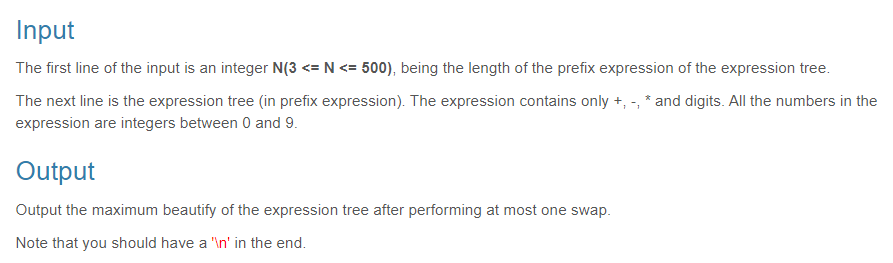 Input
The first line of the input is an integer N(3 <= N <= 500), being the length of the prefix expression of the expression tree.
The next line is the expression tree (in prefix expression). The expression contains only +, -, * and digits. All the numbers in the
expression are integers between 0 and 9.
Output
Output the maximum beautify of the expression tree after performing at most one swap.
Note that you should have a '\n' in the end.